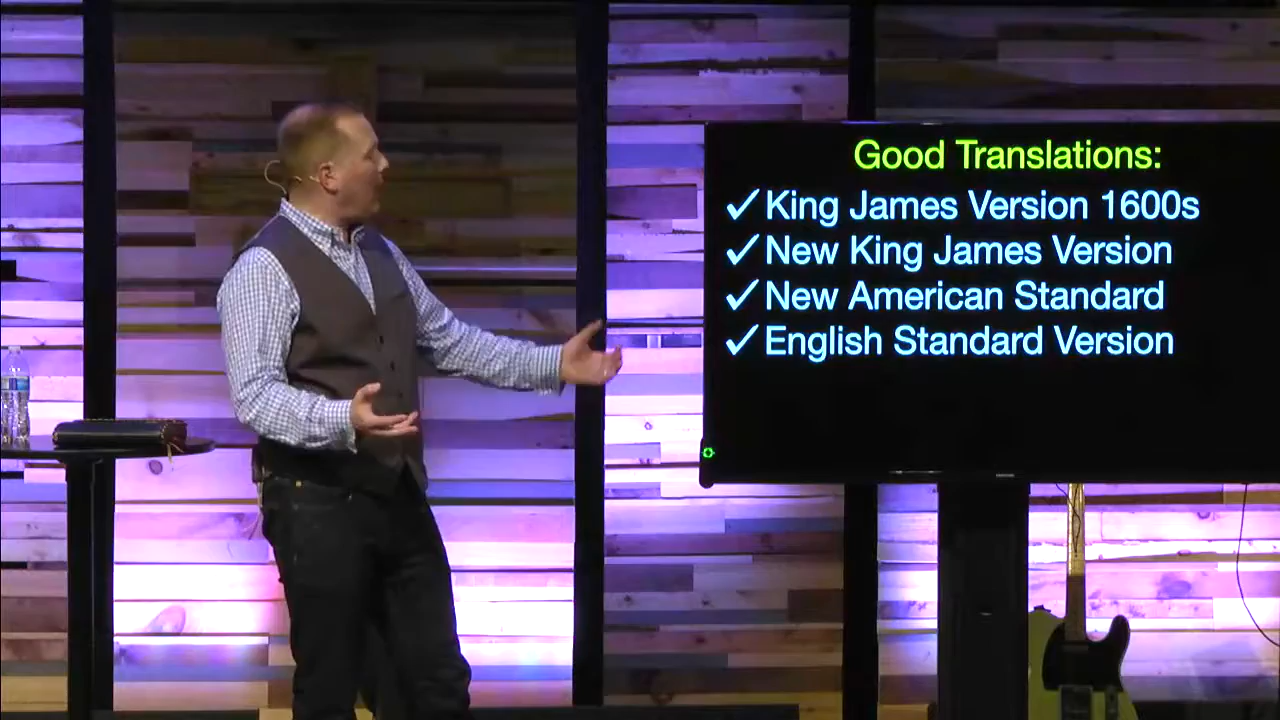 Good Translations:
✓King James Version 1600s
✓New King James Version
✓New American Standard
✓English Standard Version